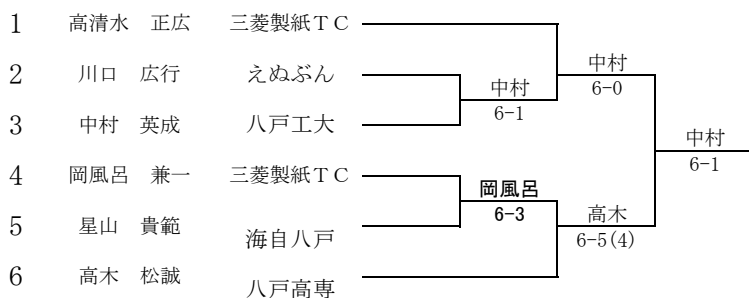 1 高清水 正広 三菱製紙ＴＣ
2 川口 広行 えぬぶん
3 中村 英成 八戸工大
4 岡風呂 兼一 三菱製紙ＴＣ
5 星山 貴範 海自八戸
6 高木 松誠 八戸高専
中村
6-1
岡風呂
6-3
中村
6-0
高木
6-5(4)
中村
6-1